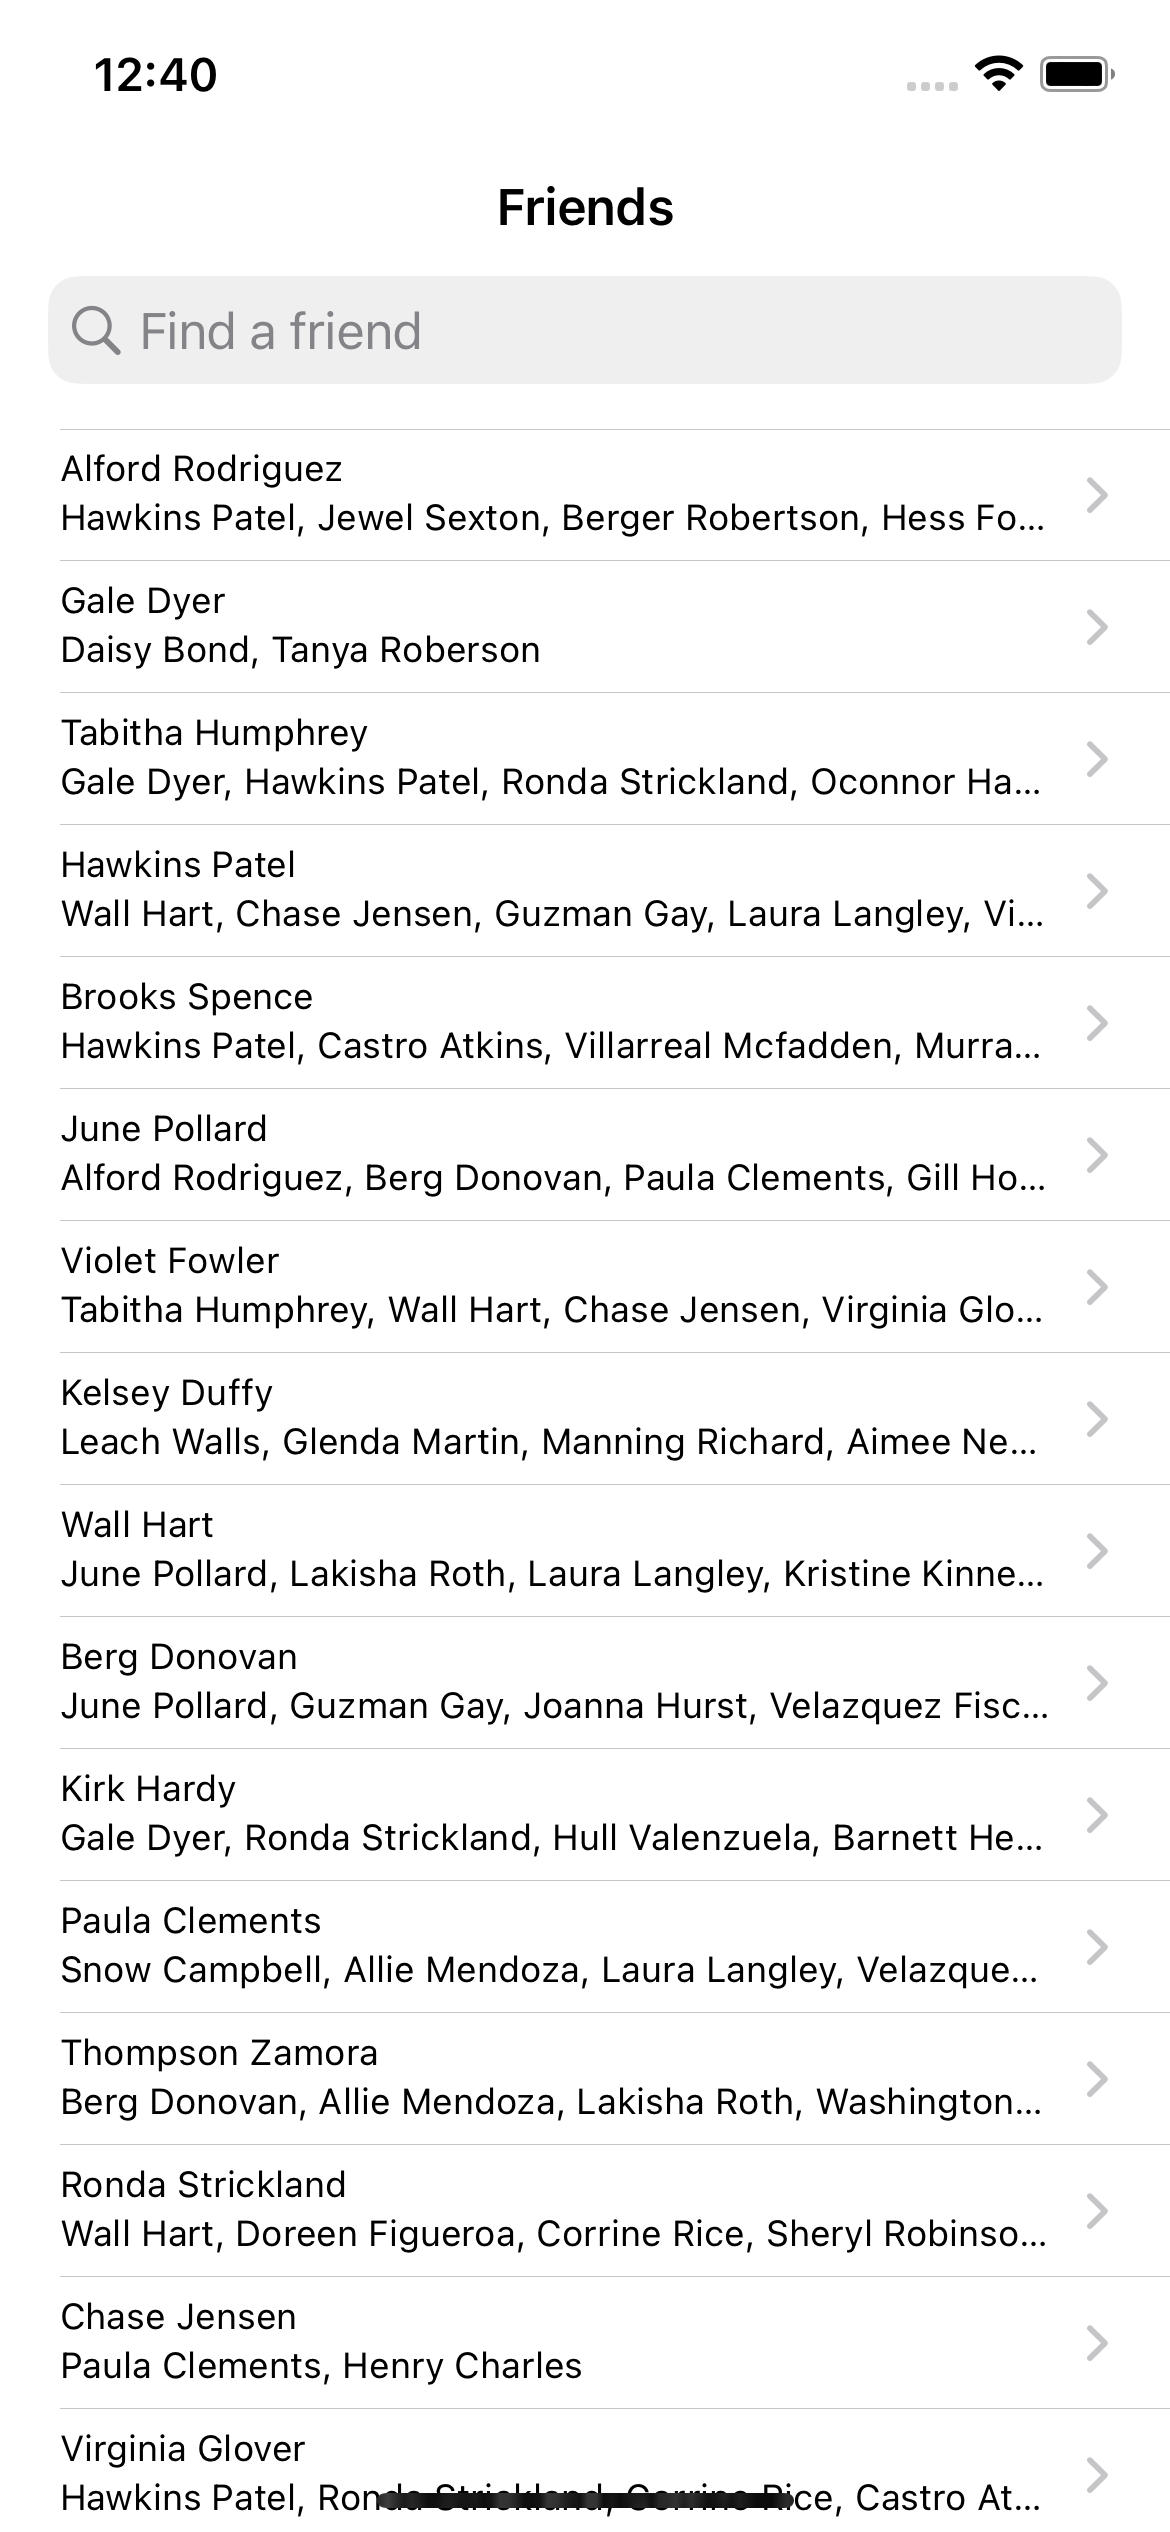 12:40
Friends
Find a friend
Alford Rodriguez
Hawkins Patel, Jewel Sexton, Berger Robertson, Hess Fo...
Gale Dyer
Daisy Bond, Tanya Roberson
Tabitha Humphrey
Gale Dyer, Hawkins Patel, Ronda Strickland, Oconnor Ha...
Hawkins Patel
Wall Hart, Chase Jensen, Guzman Gay, Laura Langley, Vi...
Brooks Spence
Hawkins Patel, Castro Atkins, Villarreal Mcfadden, Murra...
June Pollard
Alford Rodriguez, Berg Donovan, Paula Clements, Gill Ho...
Violet Fowler
Tabitha Humphrey, Wall Hart, Chase Jensen, Virginia Glo...
Kelsey Duffy
Leach Walls, Glenda Martin, Manning Richard, Aimee Ne...
Wall Hart
June Pollard, Lakisha Roth, Laura Langley, Kristine Kinne...
Berg Donovan
June Pollard, Guzman Gay, Joanna Hurst, Velazquez Fisc...
Kirk Hardy
Gale Dyer, Ronda Strickland, Hull Valenzuela, Barnett He...
Paula Clements
Snow Campbell, Allie Mendoza, Laura Langley, Velazque...
Thompson Zamora
Berg Donovan, Allie Mendoza, Lakisha Roth, Washington...
Ronda Strickland
Wall Hart, Doreen Figueroa, Corrine Rice, Sheryl Robinso...
Chase Jensen
Paula Clements, Henry Charles
Virginia Glover
Hawkins Patel, Ronda Strickland, Corrine Rice, Castro At...